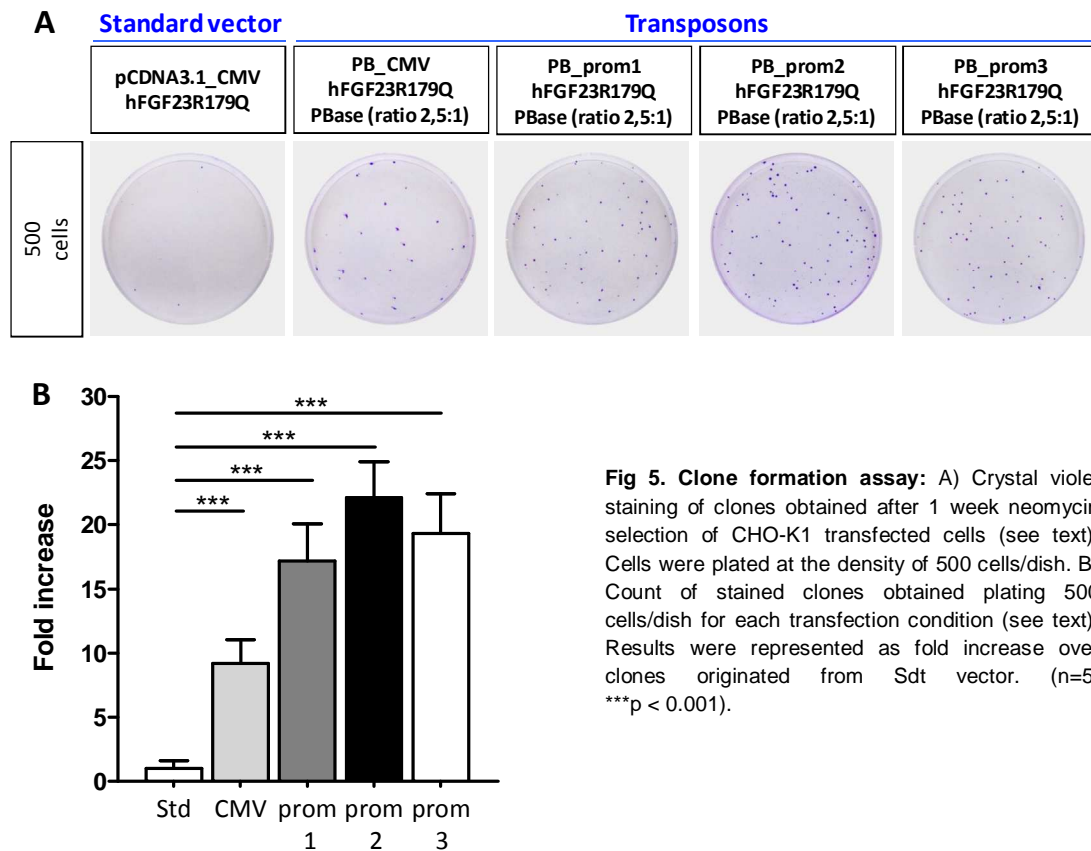 A
Standard vector
Transposons
pCDNA3.1_CMV
hFGF23R179Q
PB_CMV
hFGF23R179Q
PBase (ratio 2,5:1)
PB_prom1
hFGF23R179Q
PBase (ratio 2,5:1)
PB_prom2
hFGF23R179Q
PBase (ratio 2,5:1)
PB_prom3
hFGF23R179Q
PBase (ratio 2,5:1)
500
cells
B
Fold increase
30
25
20
15
10
5
0
***
***
***
***
Std
CMV
prom
1
prom
2
prom
3
Fig 5. Clone formation assay: A) Crystal viole
staining of clones obtained after 1 week neomycin
selection of CHO-K1 transfected cells (see text)
Cells were plated at the density of 500 cells/dish. B
Count of stained clones obtained plating 500
cells/dish for each transfection condition (see text)
Results were represented as fold increase over
clones originated from Sdt vector. (n=5
***p < 0.001).